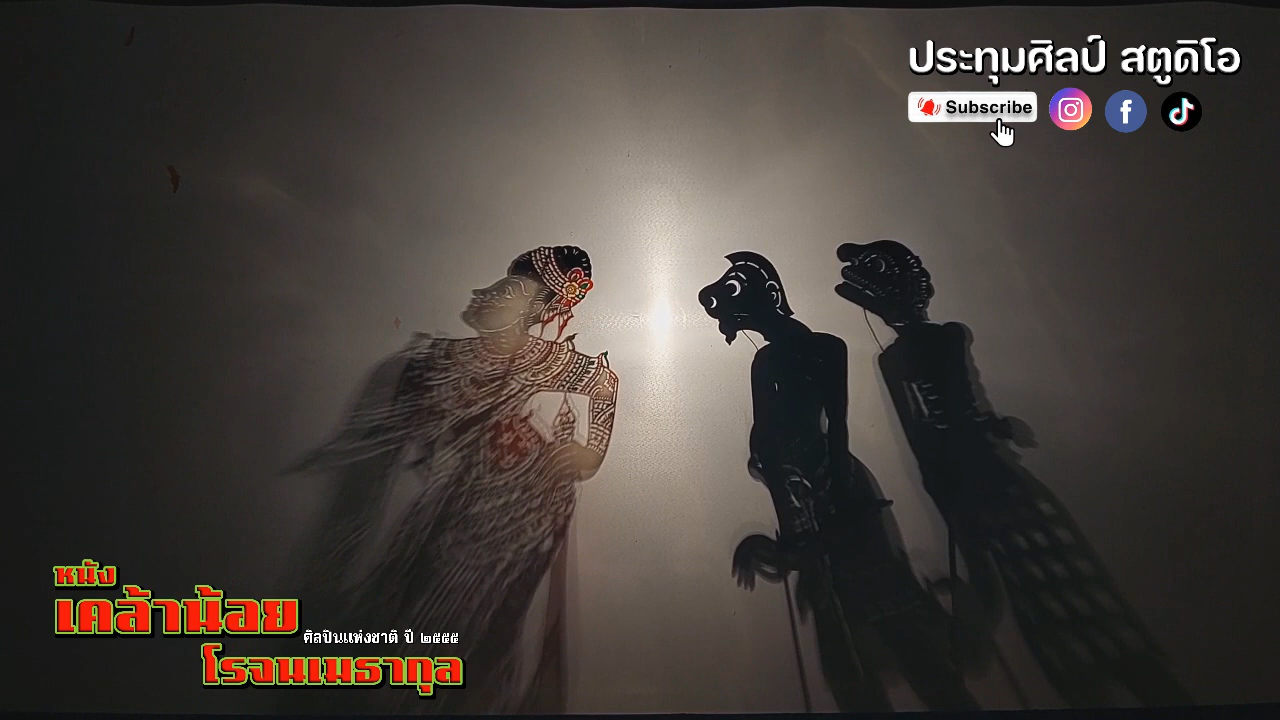 ประทุมศิลป์ สตูดิโอ
Subscribe
หนัง
เคล้าน้อย
ศิลปินแห่งชาติ ปี ๒๕๕๕
โรจนเมธากุล